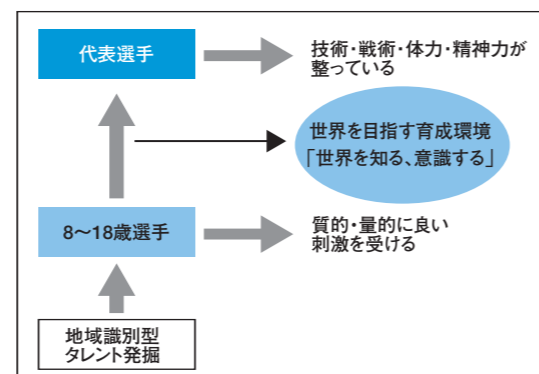 代表選手
技術・戦術・体力・精神力が
整っている
世界を目指す育成環境
「世界を知る、意識する」
8〜18歳選手
質的・量的に良い
刺激を受ける
地域識別型
タレント発掘